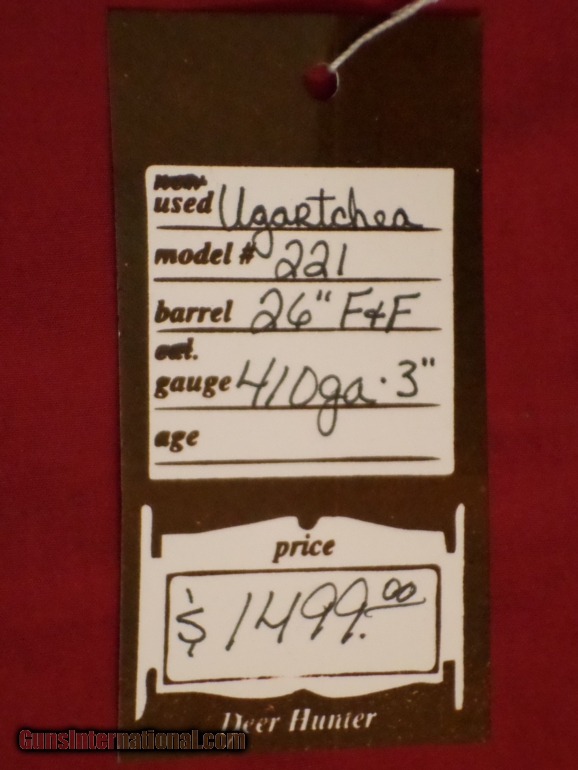 new
used Ugartchea
model # 221
barrel 26" F&F
cal.
gauge 410ga. 3"
age
price
$1499.00
Deer Hunter
GunsInternational.com